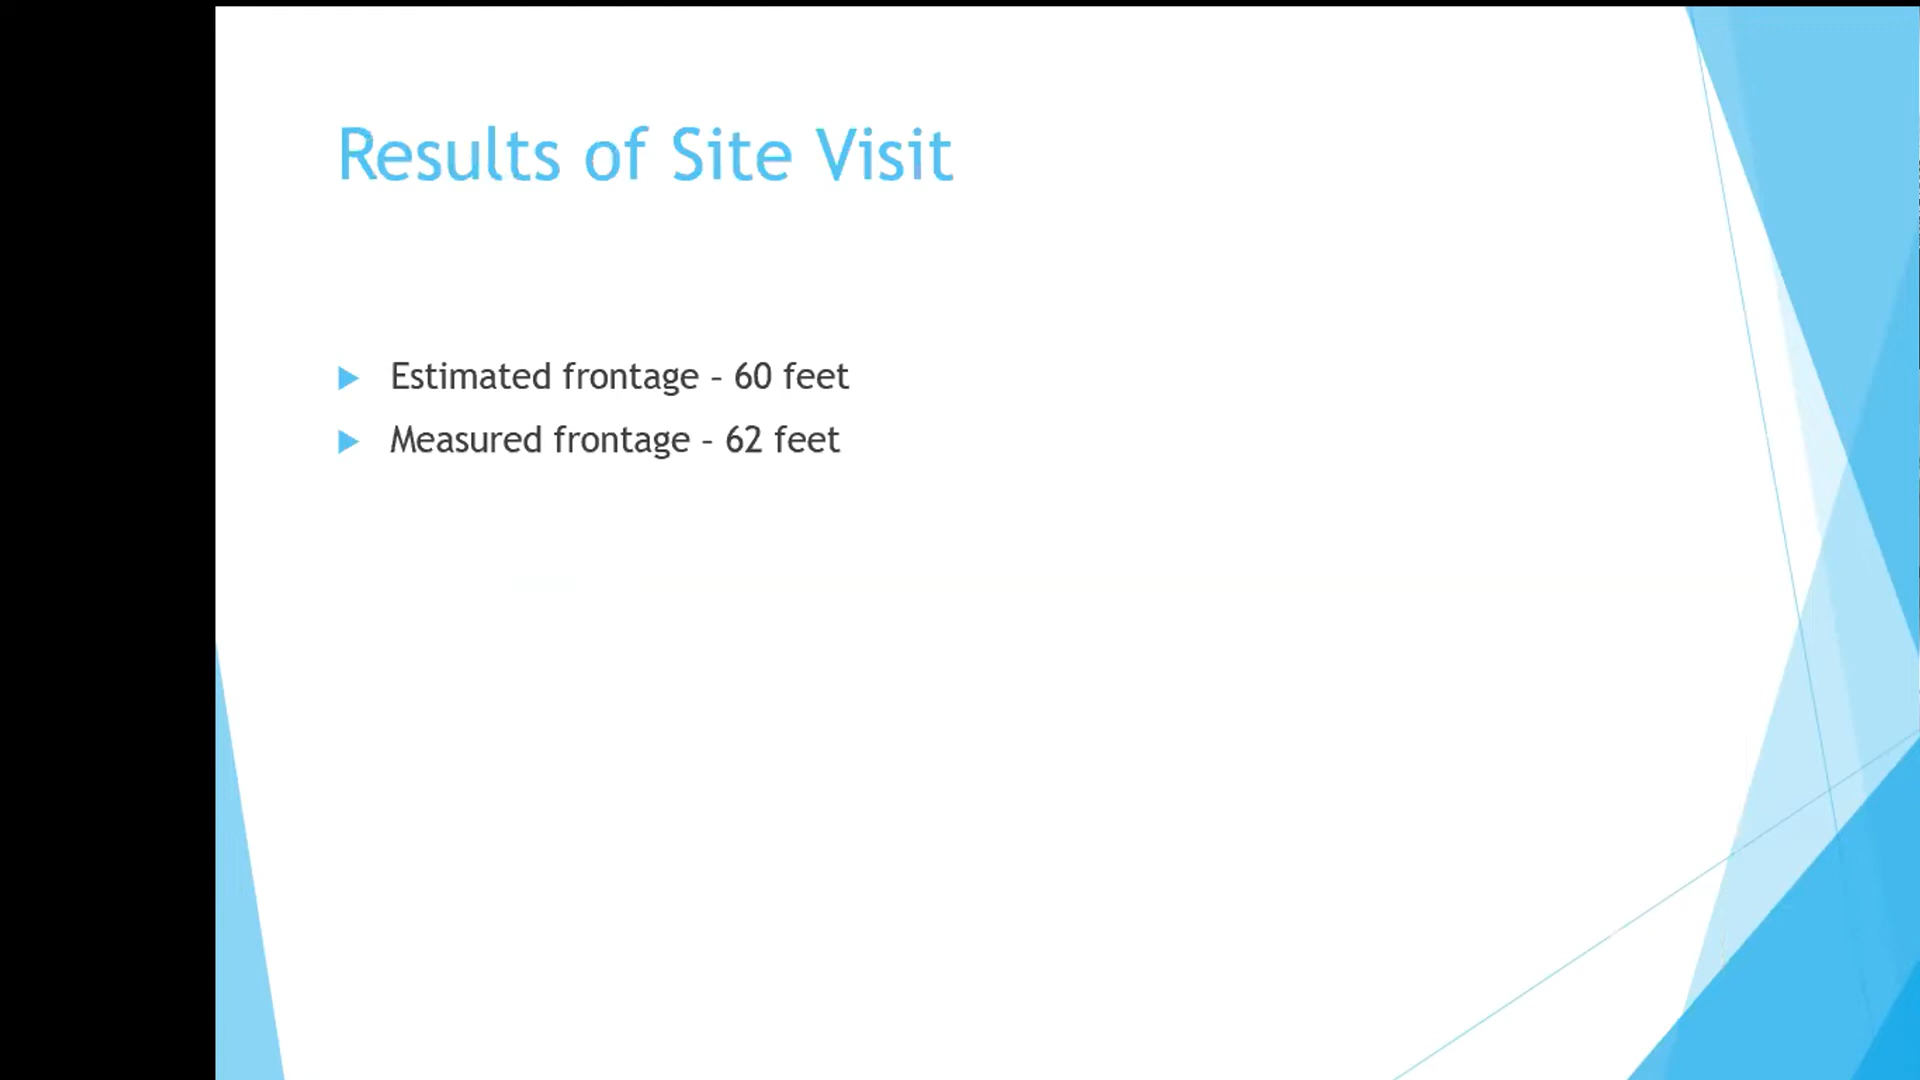 Results of Site Visit
Estimated frontage – 60 feet
Measured frontage – 62 feet